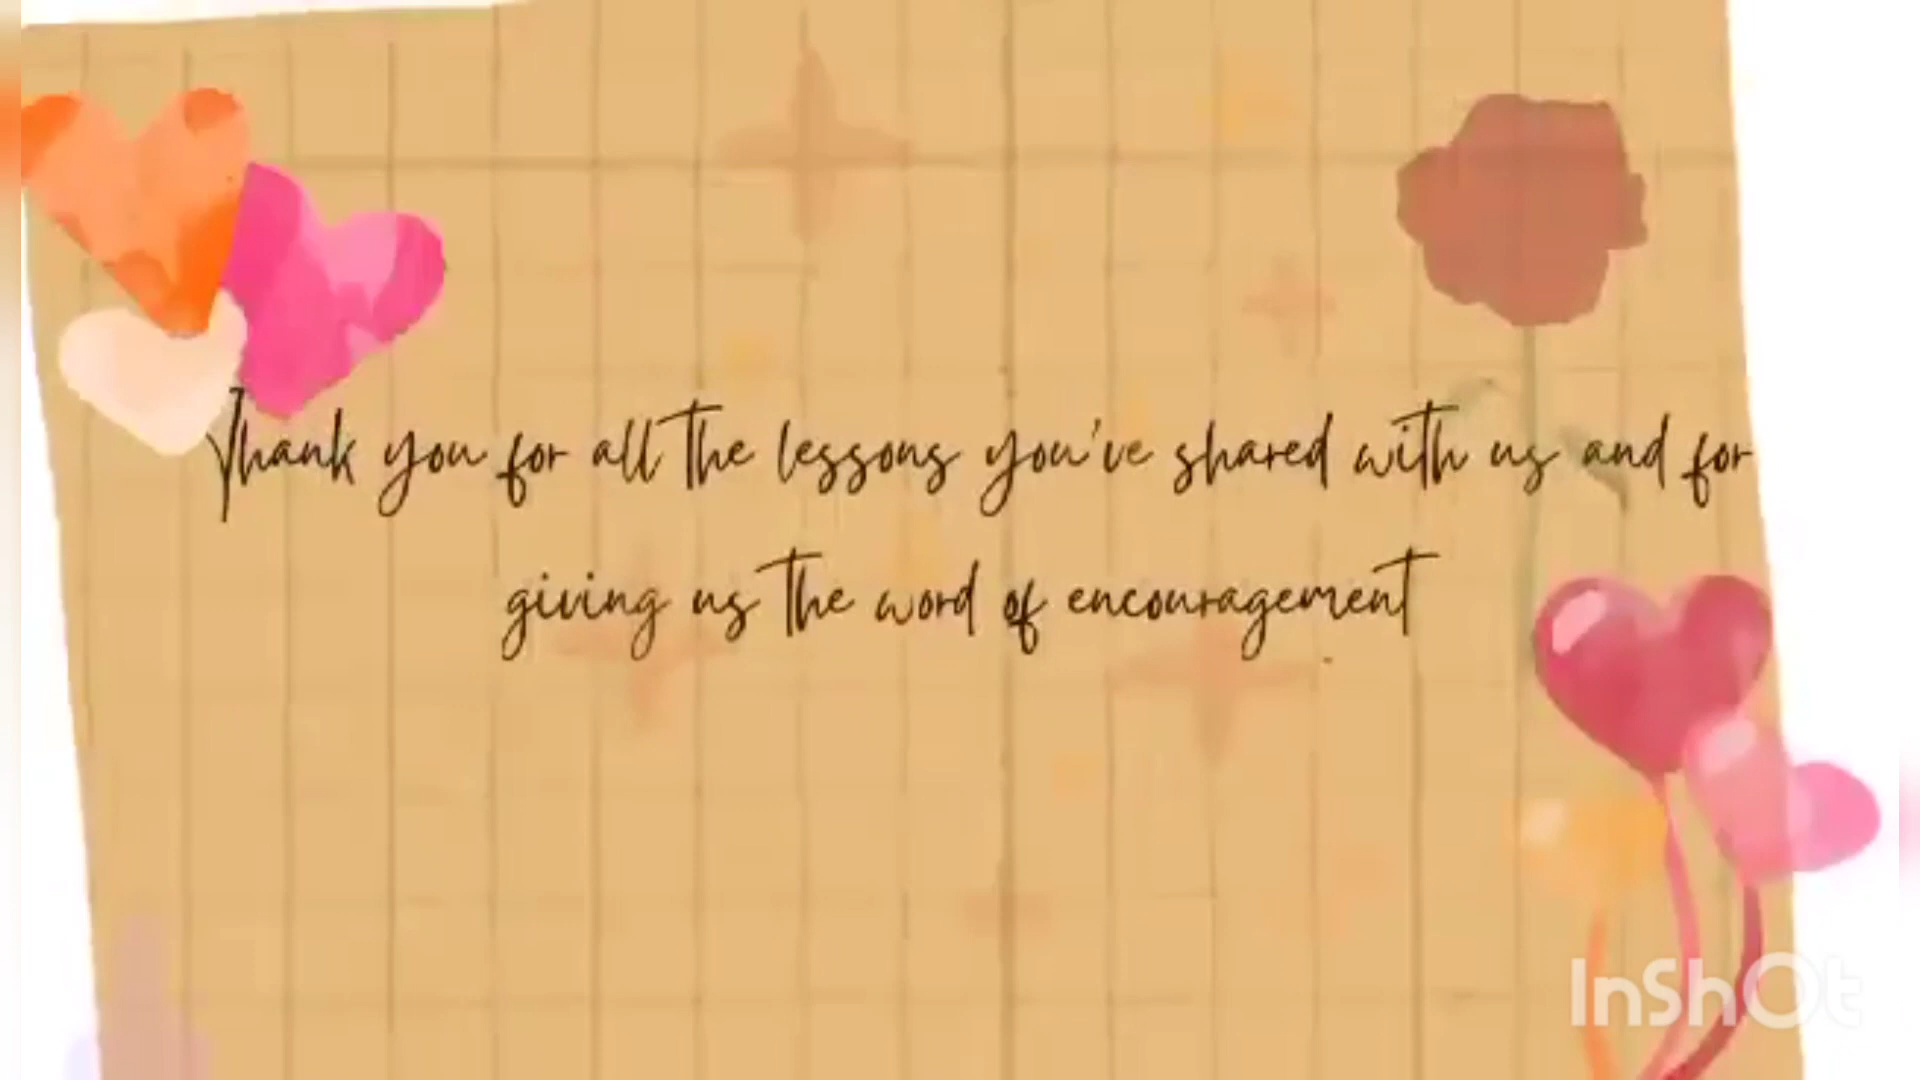 Thank you for all the lessons you've shared with us and for
giving us the word of encouragement
InShOt